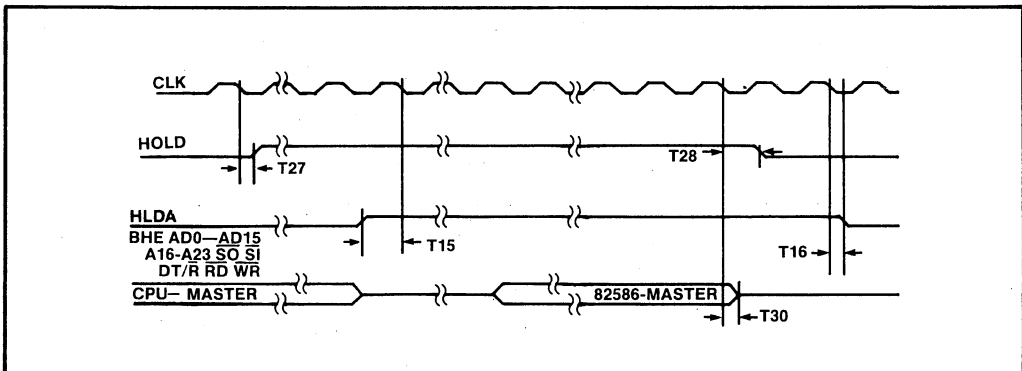 CLK
HOLD
T27
T28
HLDA
T15
T16
BHE AD0—AD15
A16-A23 SO SI
DT/R RD WR
CPU— MASTER
82586-MASTER
T30